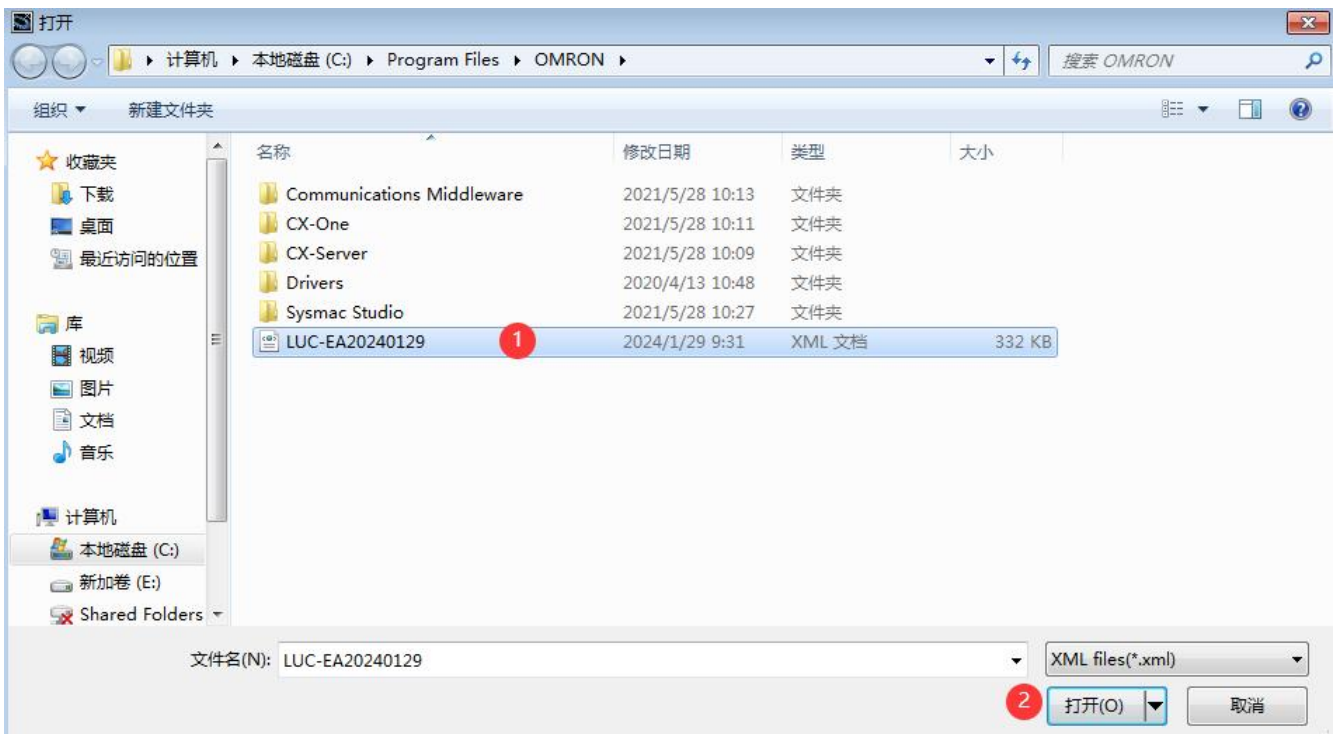 打开
计算机 本地磁盘 (C:) Program Files OMRON 搜索 OMRON
组织 新建文件夹
名称 修改日期 类型 大小
收藏夹
下载
桌面
最近访问的位置
库
视频
图片
文档
音乐
计算机
本地磁盘 (C:)
新加卷 (E:)
Shared Folders
Communications Middleware 2021/5/28 10:13 文件夹
CX-One 2021/5/28 10:11 文件夹
CX-Server 2021/5/28 10:09 文件夹
Drivers 2020/4/13 10:48 文件夹
Sysmac Studio 2021/5/28 10:27 文件夹
LUC-EA20240129 1 2024/1/29 9:31 XML 文档 332 KB
文件名(N): LUC-EA20240129 XML files(*.xml)
2 打开(O) 取消